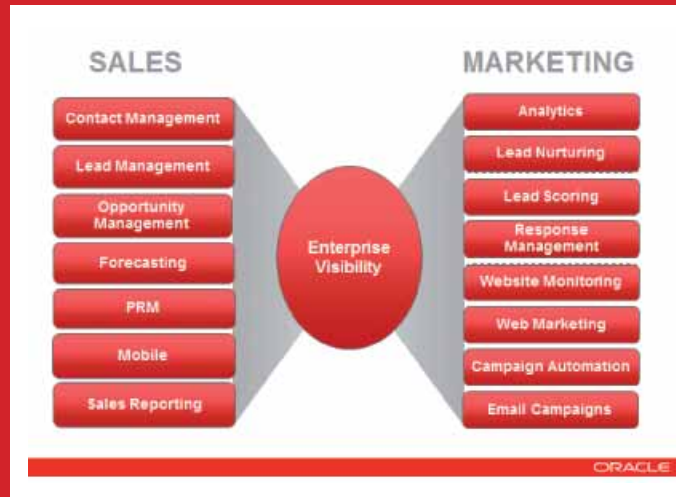 SALES
Contact Management
Lead Management
Opportunity
Management
Forecasting
PRM
Mobile
Sales Reporting
Enterprise
Visibility
MARKETING
Analytics
Lead Nurturing
Lead Scoring
Response
Management
Website Monitoring
Web Marketing
Campaign Automation
Email Campaigns
ORACLE